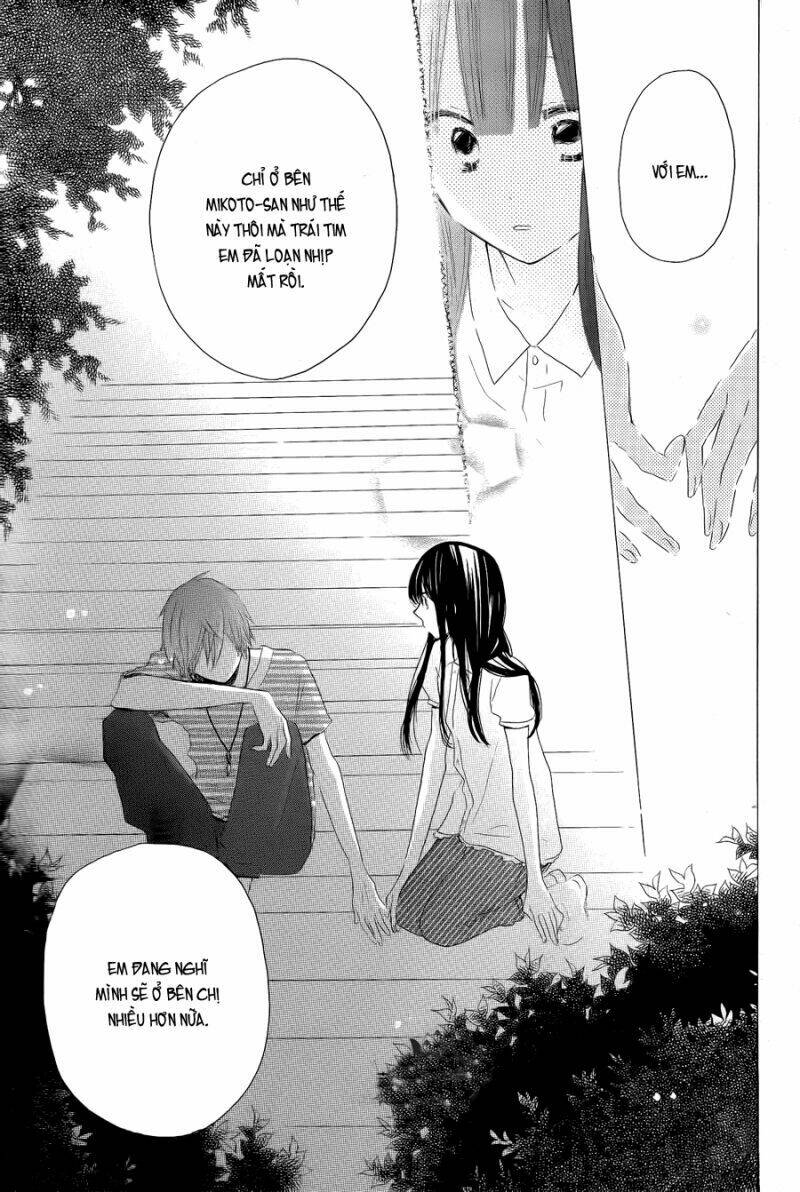 VỚI EM...
CHỈ Ở BÊN
MIKOTO-SAN NHƯ THẾ
NÀY THÔI MÀ TRÁI TIM
EM ĐÃ LOẠN NHỊP
MẤT RỒI.
EM ĐANG NGHĨ
MÌNH SẼ Ở BÊN CHỊ
NHIỀU HƠN NỮA.